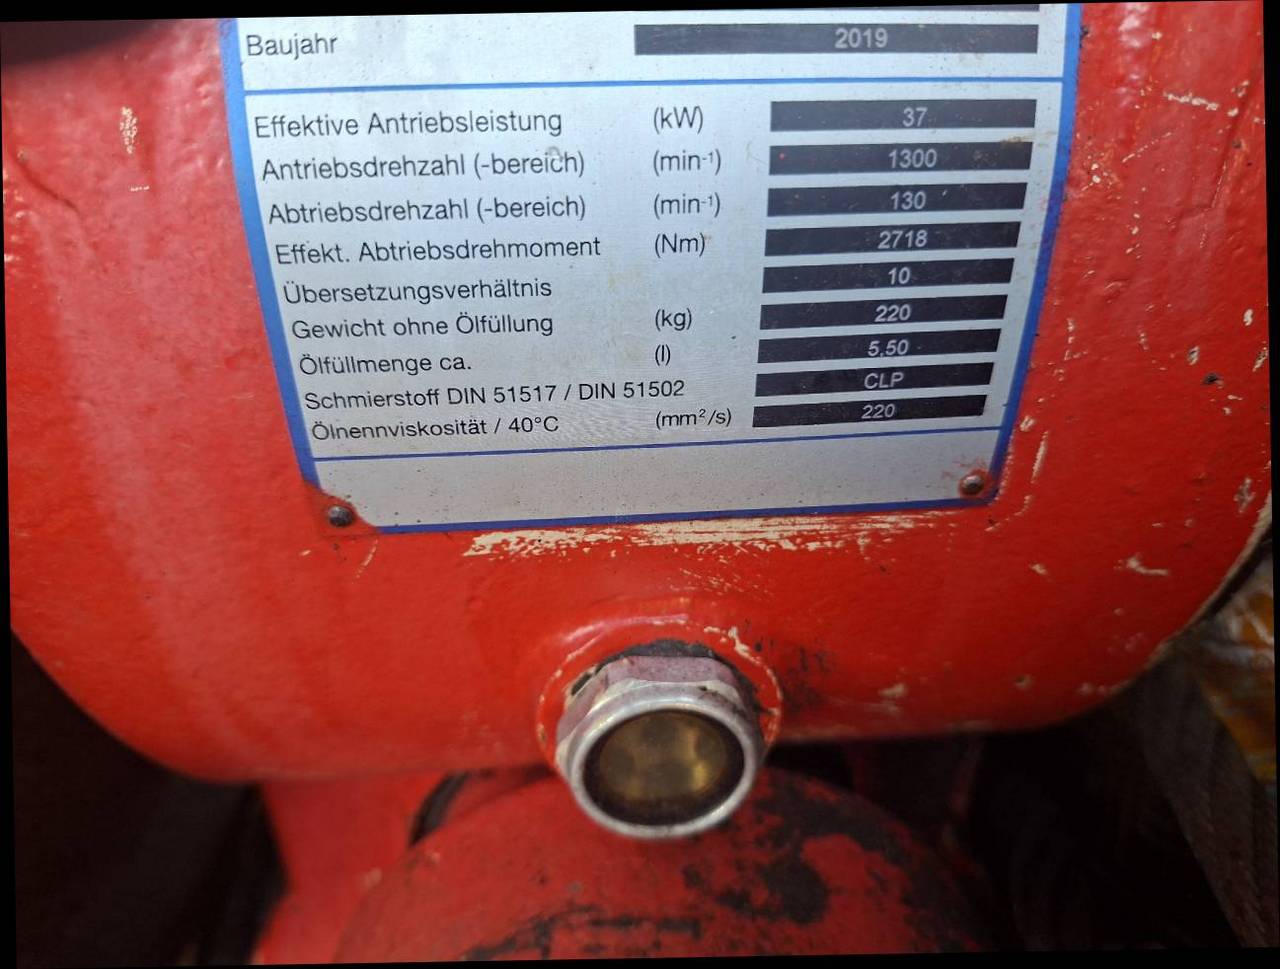 Baujahr 2019
Effektive Antriebsleistung (kW) 37
Antriebsdrehzahl (-bereich) (min-¹) 1300
Abtriebsdrehzahl (-bereich) (min-¹) 130
Effekt. Abtriebsdrehmoment (Nm) 2718
Übersetzungsverhältnis 10
Gewicht ohne Ölfüllung (kg) 220
Ölfüllmenge ca. (l) 5,50
Schmierstoff DIN 51517 / DIN 51502 CLP
Ölnennviskosität / 40°C (mm²/s) 220